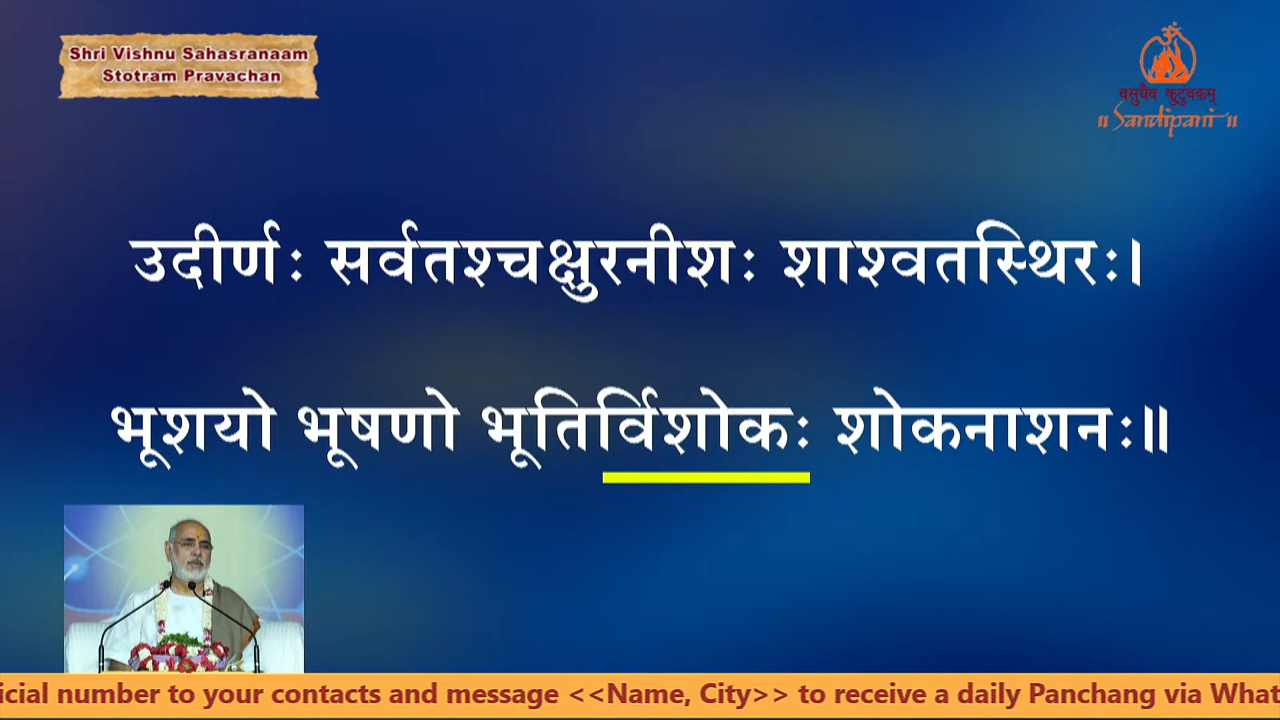 Shri Vishnu Sahasranaam
Stotram Pravachan
वसुधैव कुटुंबकम्
॥ Sandipani ॥
उदीर्णः सर्वतश्चक्षुरनीशः शाश्वतस्थिरः।
भूशयो भूषणो भूतिर्विशोकः शोकनाशनः॥
icial number to your contacts and message <<Name, City>> to receive a daily Panchang via What